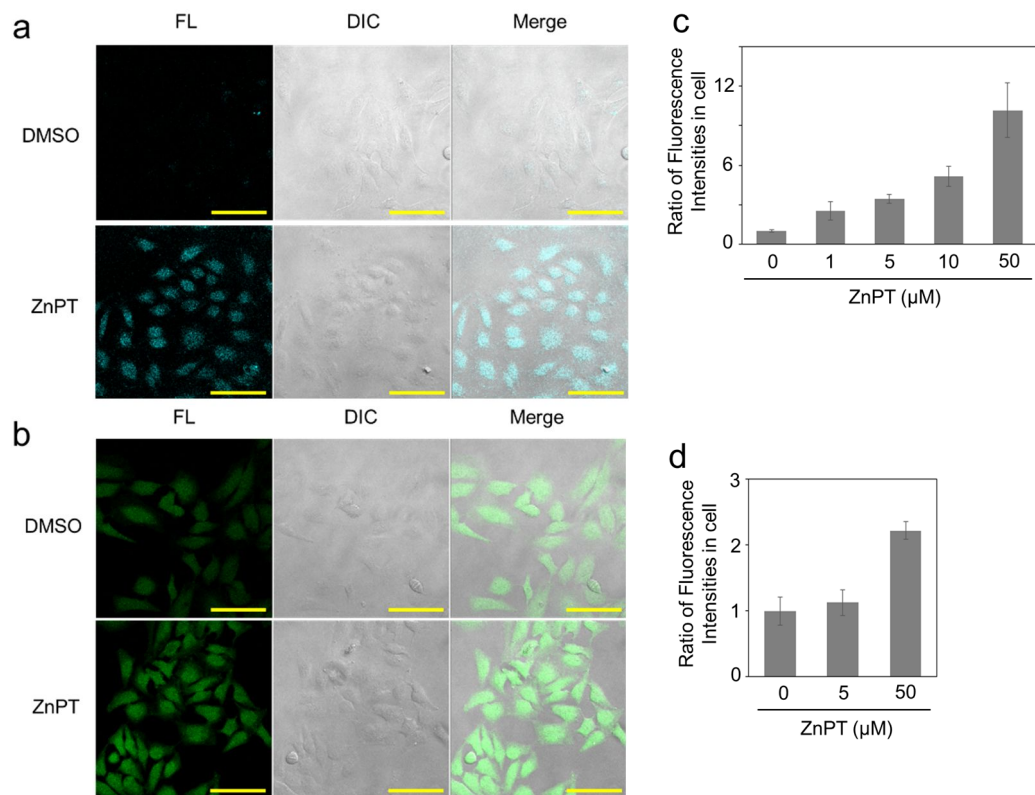 a
FL DIC Merge
DMSO
ZnPT
b
FL DIC Merge
DMSO
ZnPT
c
Ratio of Fluorescence
Intensities in cell
12
6
0
0 1 5 10 50
ZnPT (µM)
d
Ratio of Fluorescence
Intensities in cell
3
2
1
0
0 5 50
ZnPT (µM)